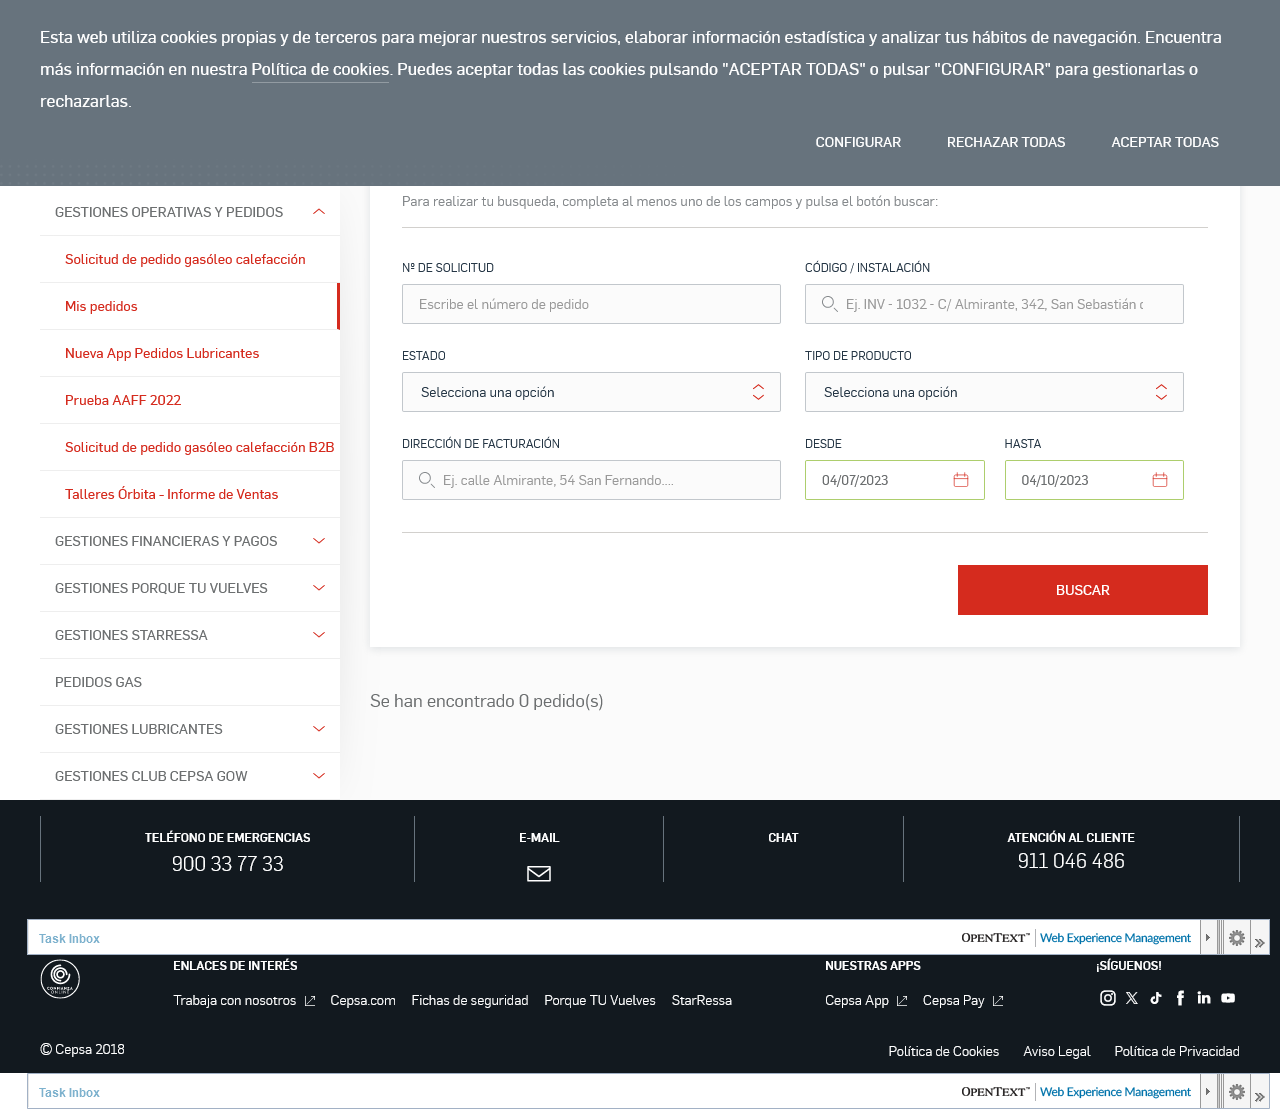 Esta web utiliza cookies propias y de terceros para mejorar nuestros servicios, elaborar información estadística y analizar tus hábitos de navegación. Encuentra
más información en nuestra Política de cookies. Puedes aceptar todas las cookies pulsando "ACEPTAR TODAS" o pulsar "CONFIGURAR" para gestionarlas o
rechazarlas.
CONFIGURAR RECHAZAR TODAS ACEPTAR TODAS
GESTIONES OPERATIVAS Y PEDIDOS
Solicitud de pedido gasóleo calefacción
Mis pedidos
Nueva App Pedidos Lubricantes
Prueba AAFF 2022
Solicitud de pedido gasóleo calefacción B2B
Talleres Órbita - Informe de Ventas
GESTIONES FINANCIERAS Y PAGOS
GESTIONES PORQUE TU VUELVES
GESTIONES STARRESSA
PEDIDOS GAS
GESTIONES LUBRICANTES
GESTIONES CLUB CEPSA GOW
Para realizar tu busqueda, completa al menos uno de los campos y pulsa el botón buscar:
Nº DE SOLICITUD
Escribe el número de pedido
CÓDIGO / INSTALACIÓN
Ej. INV - 1032 - C/ Almirante, 342, San Sebastián
ESTADO
Selecciona una opción
TIPO DE PRODUCTO
Selecciona una opción
DIRECCIÓN DE FACTURACIÓN
Ej. calle Almirante, 54 San Fernando....
DESDE
04/07/2023
HASTA
04/10/2023
BUSCAR
Se han encontrado 0 pedido(s)
TELÉFONO DE EMERGENCIAS
900 33 77 33
E-MAIL
CHAT
ATENCIÓN AL CLIENTE
911 046 486
Task Inbox OPENTEXT™ Web Experience Management
CONFIANZA
ONLINE
ENLACES DE INTERÉS
Trabaja con nosotros Cepsa.com Fichas de seguridad Porque TU Vuelves StarRessa
NUESTRAS APPS
Cepsa App Cepsa Pay
¡SÍGUENOS!
© Cepsa 2018
Política de Cookies Aviso Legal Política de Privacidad
Task Inbox OPENTEXT™ Web Experience Management